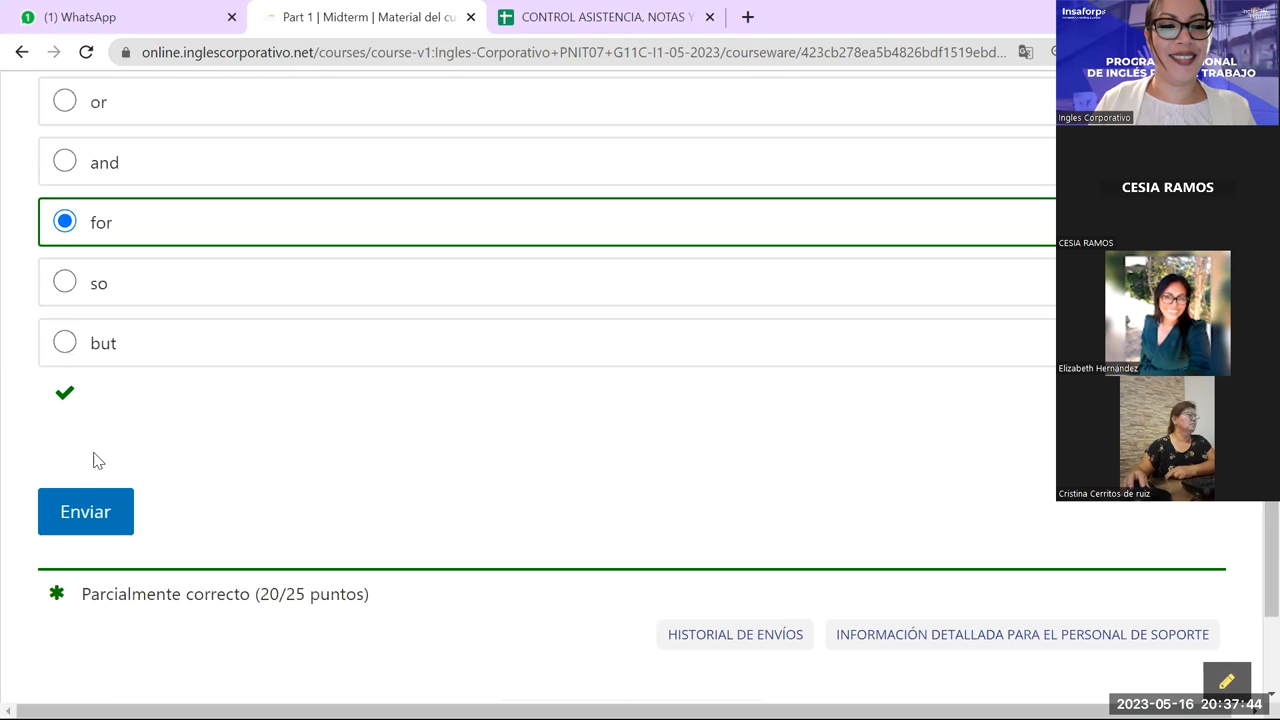 (1) WhatsApp
Part 1 | Midterm
aterial del cu
CONTROL ASISTENC
NOTAS Y
online.inglescorporativo.net/courses/course-v1:Ingles-Corporativo+PNIT07+G11C-I1-05-2023/courseware/423cb278ea5b4826bdf1519ebd...
Insaforp
PROGRA
ONAL
DE INGLÉS P
TRABAJO
Ingles Corporativo
or
and
for
so
but
CESIA RAMOS
CESIA RAMOS
Elizabeth Hernández
Cristina Cerritos de ruiz
Enviar
Parcialmente correcto (20/25 puntos)
HISTORIAL DE ENVÍOS
INFORMACIÓN DETALLADA PARA EL PERSONAL DE SOPORTE
2023-05-16 20:37:44